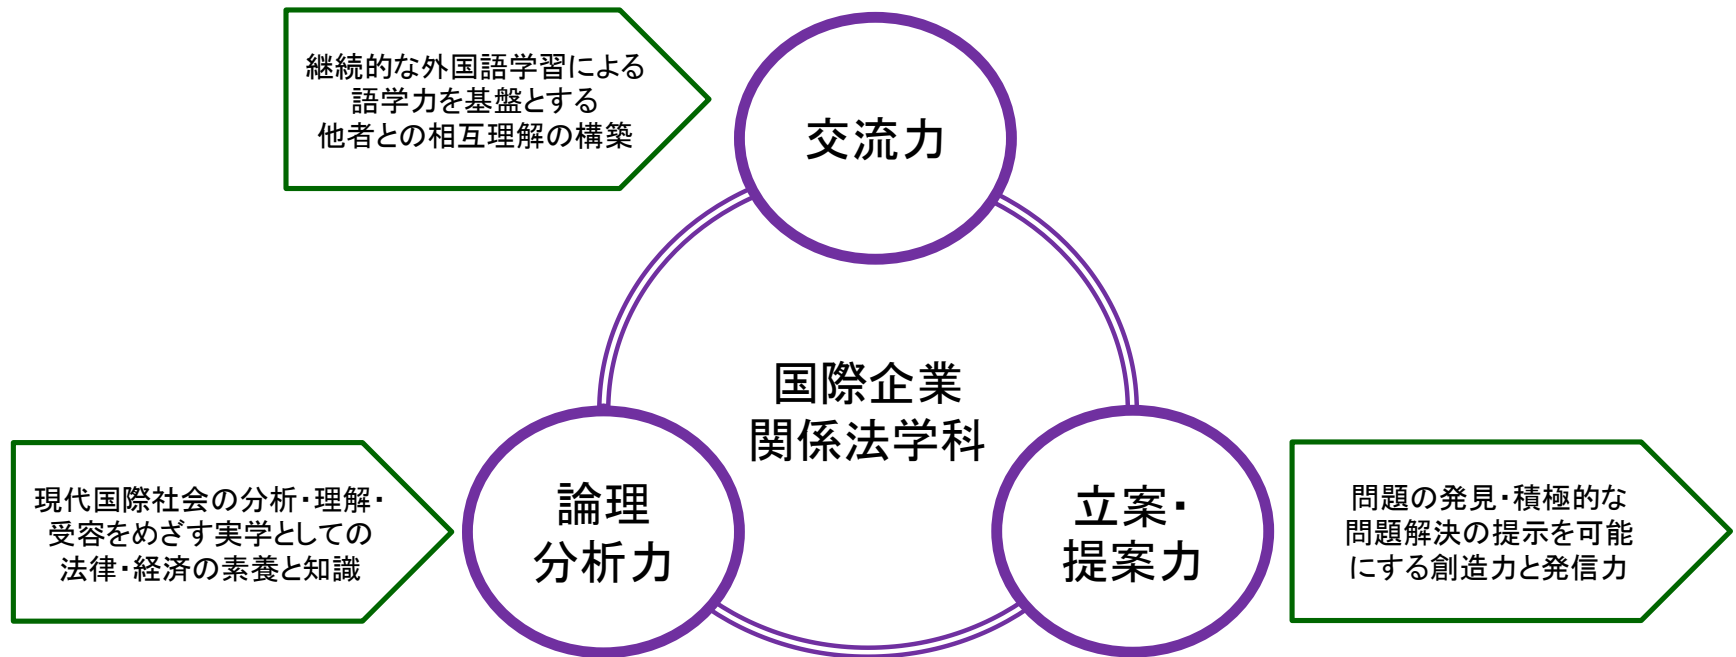 継続的な外国語学習による
語学力を基盤とする
他者との相互理解の構築
交流力
国際企業
関係法学科
現代国際社会の分析・理解・
受容をめざす実学としての
法律・経済の素養と知識
論理
分析力
立案・
提案力
問題の発見・積極的な
問題解決の提示を可能
にする創造力と発信力